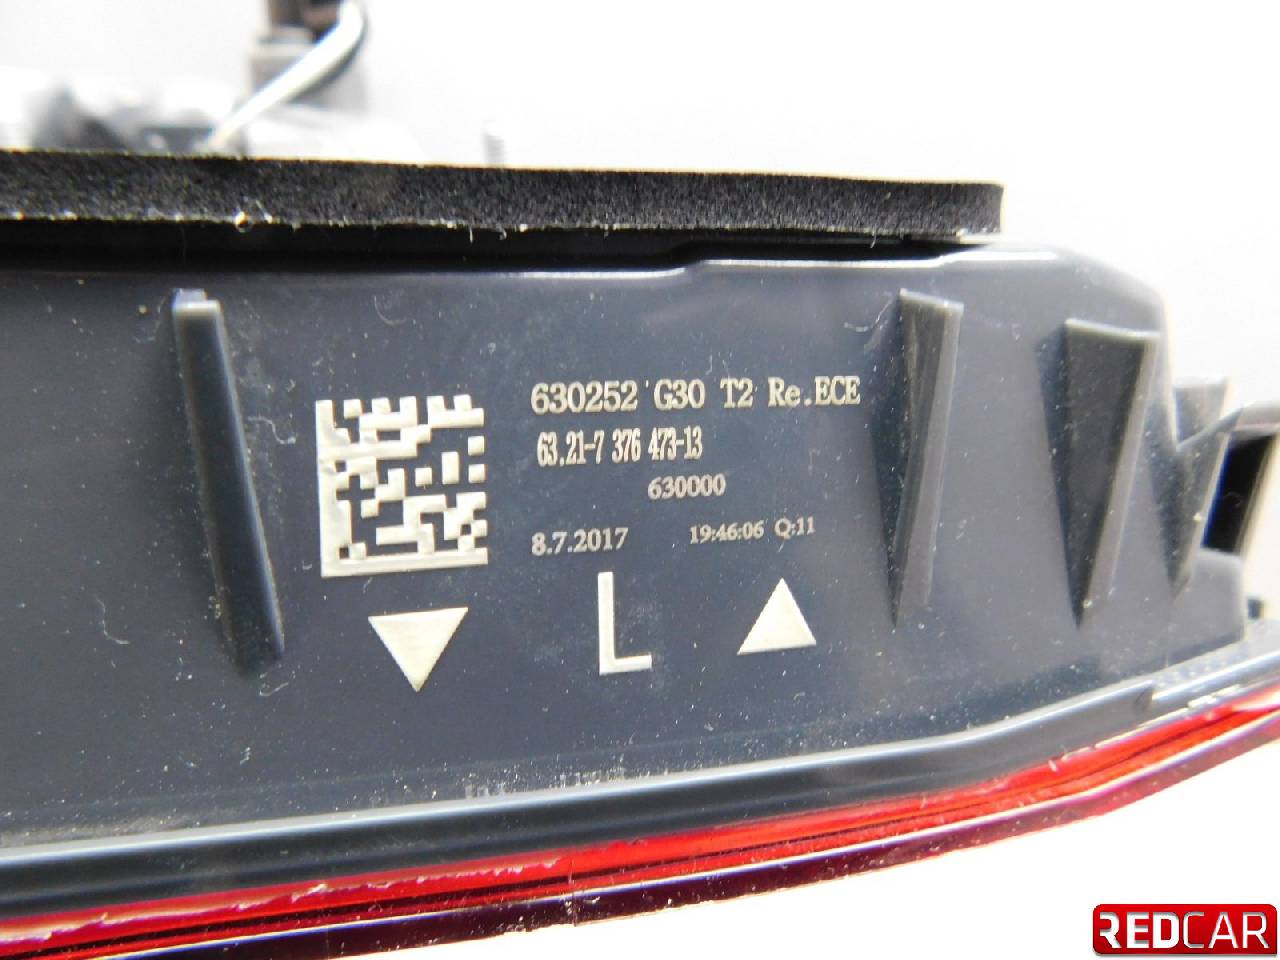 630252 G30 T2 Re.ECE
63.21-7 376 473-13
630000
8.7.2017 19:46:06 Q:11
L
REDCAR